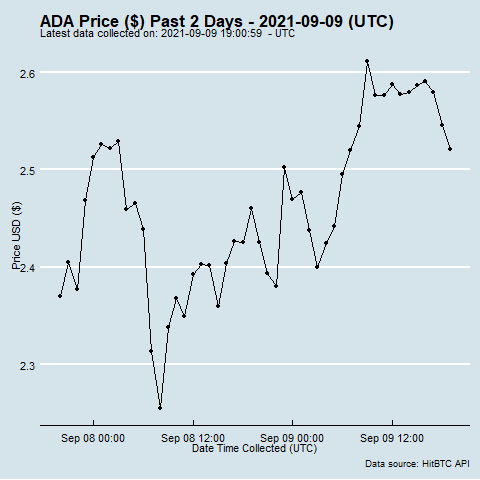 ADA Price ($) Past 2 Days - 2021-09-09 (UTC)
Latest data collected on: 2021-09-09 19:00:59  - UTC
2.6
2.5
2.4
2.3
Price USD ($)
Sep 08 00:00
Sep 08 12:00
Sep 09 00:00
Sep 09 12:00
Date Time Collected (UTC)
Data source: HitBTC API